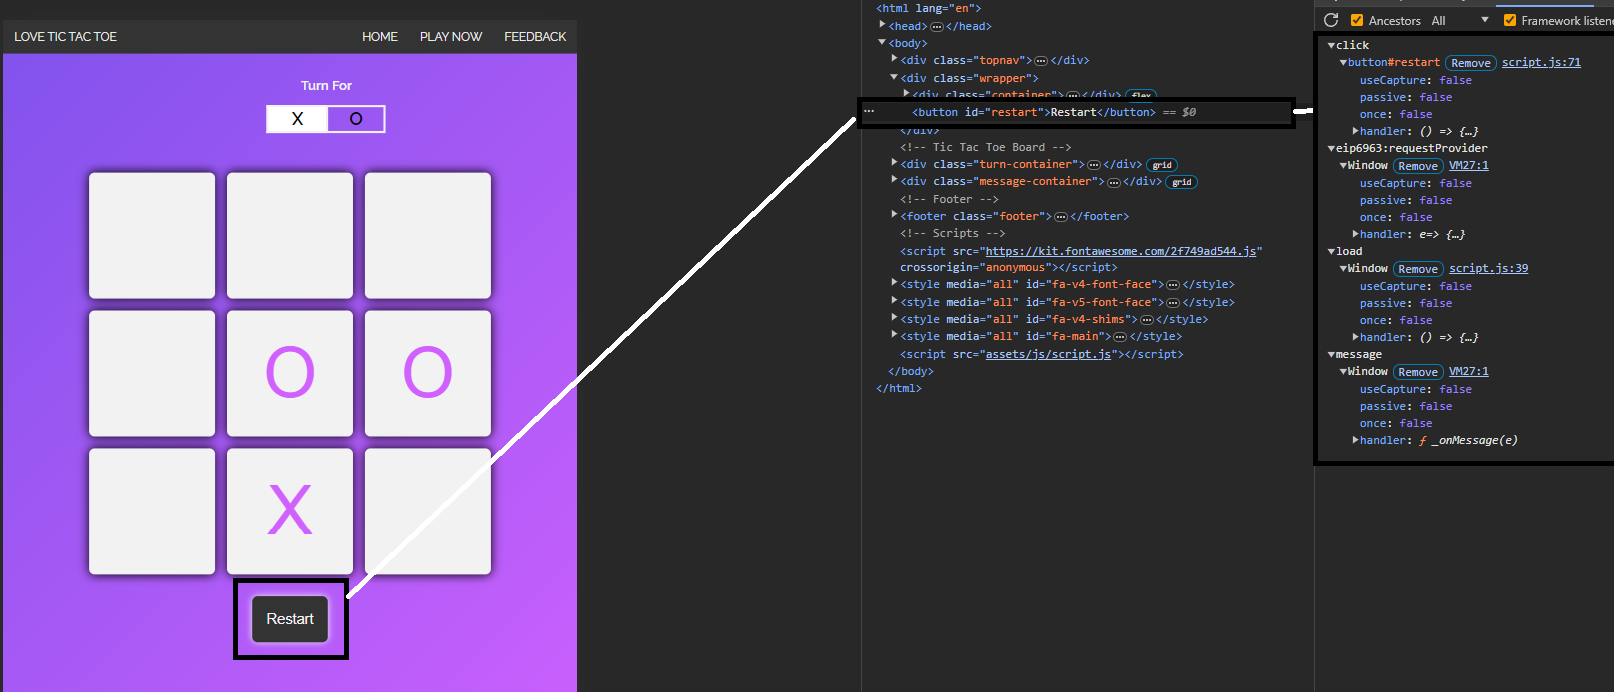 LOVE TIC TAC TOE HOME PLAY NOW FEEDBACK
Turn For
X O
O O
X
Restart
<html lang="en">
<head>…</head>
<body>
<div class="topnav">…</div>
<div class="wrapper">
<div class="container">…</div> flex
… <button id="restart">Restart</button> == $0
</div>
<!-- Tic Tac Toe Board -->
<div class="turn-container">…</div> grid
<div class="message-container">…</div> grid
<!-- Footer -->
<footer class="footer">…</footer>
<!-- Scripts -->
<script src="https://kit.fontawesome.com/2f749ad544.js"
crossorigin="anonymous"></script>
<style media="all" id="fa-v4-font-face">…</style>
<style media="all" id="fa-v5-font-face">…</style>
<style media="all" id="fa-v4-shims">…</style>
<style media="all" id="fa-main">…</style>
<script src="assets/js/script.js"></script>
</body>
</html>
Ancestors All Framework
click
button#restart Remove script.js:71
useCapture: false
passive: false
once: false
handler: () => {…}
eip6963:requestProvider
Window Remove VM27:1
useCapture: false
passive: false
once: false
handler: e=> {…}
load
Window Remove script.js:39
useCapture: false
passive: false
once: false
handler: () => {…}
message
Window Remove VM27:1
useCapture: false
passive: false
once: false
handler: ƒ _onMessage(e)